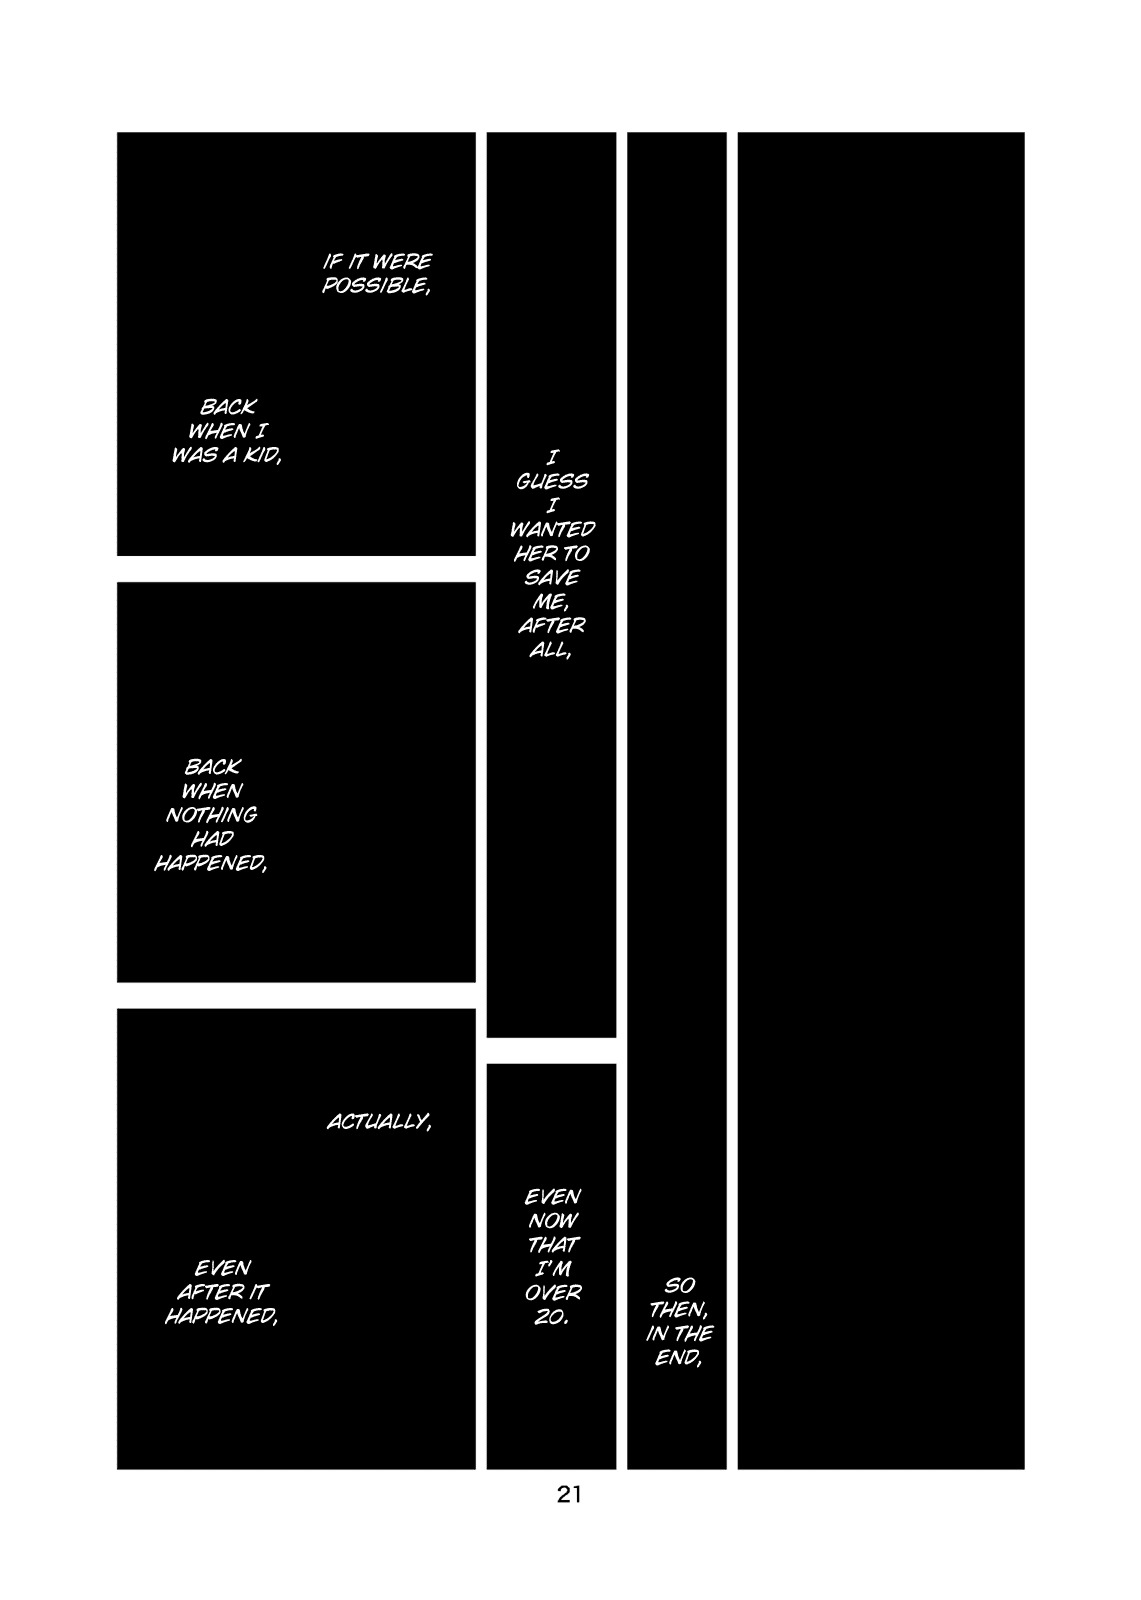 SO
THEN,
IN THE
END,
I
GUESS
I
WANTED
HER TO
SAVE
ME,
AFTER
ALL,
EVEN
NOW
THAT
I'M
OVER
20.
IF IT WERE
POSSIBLE,
BACK
WHEN I
WAS A KID,
BACK
WHEN
NOTHING
HAD
HAPPENED,
ACTUALLY,
EVEN
AFTER IT
HAPPENED,
21